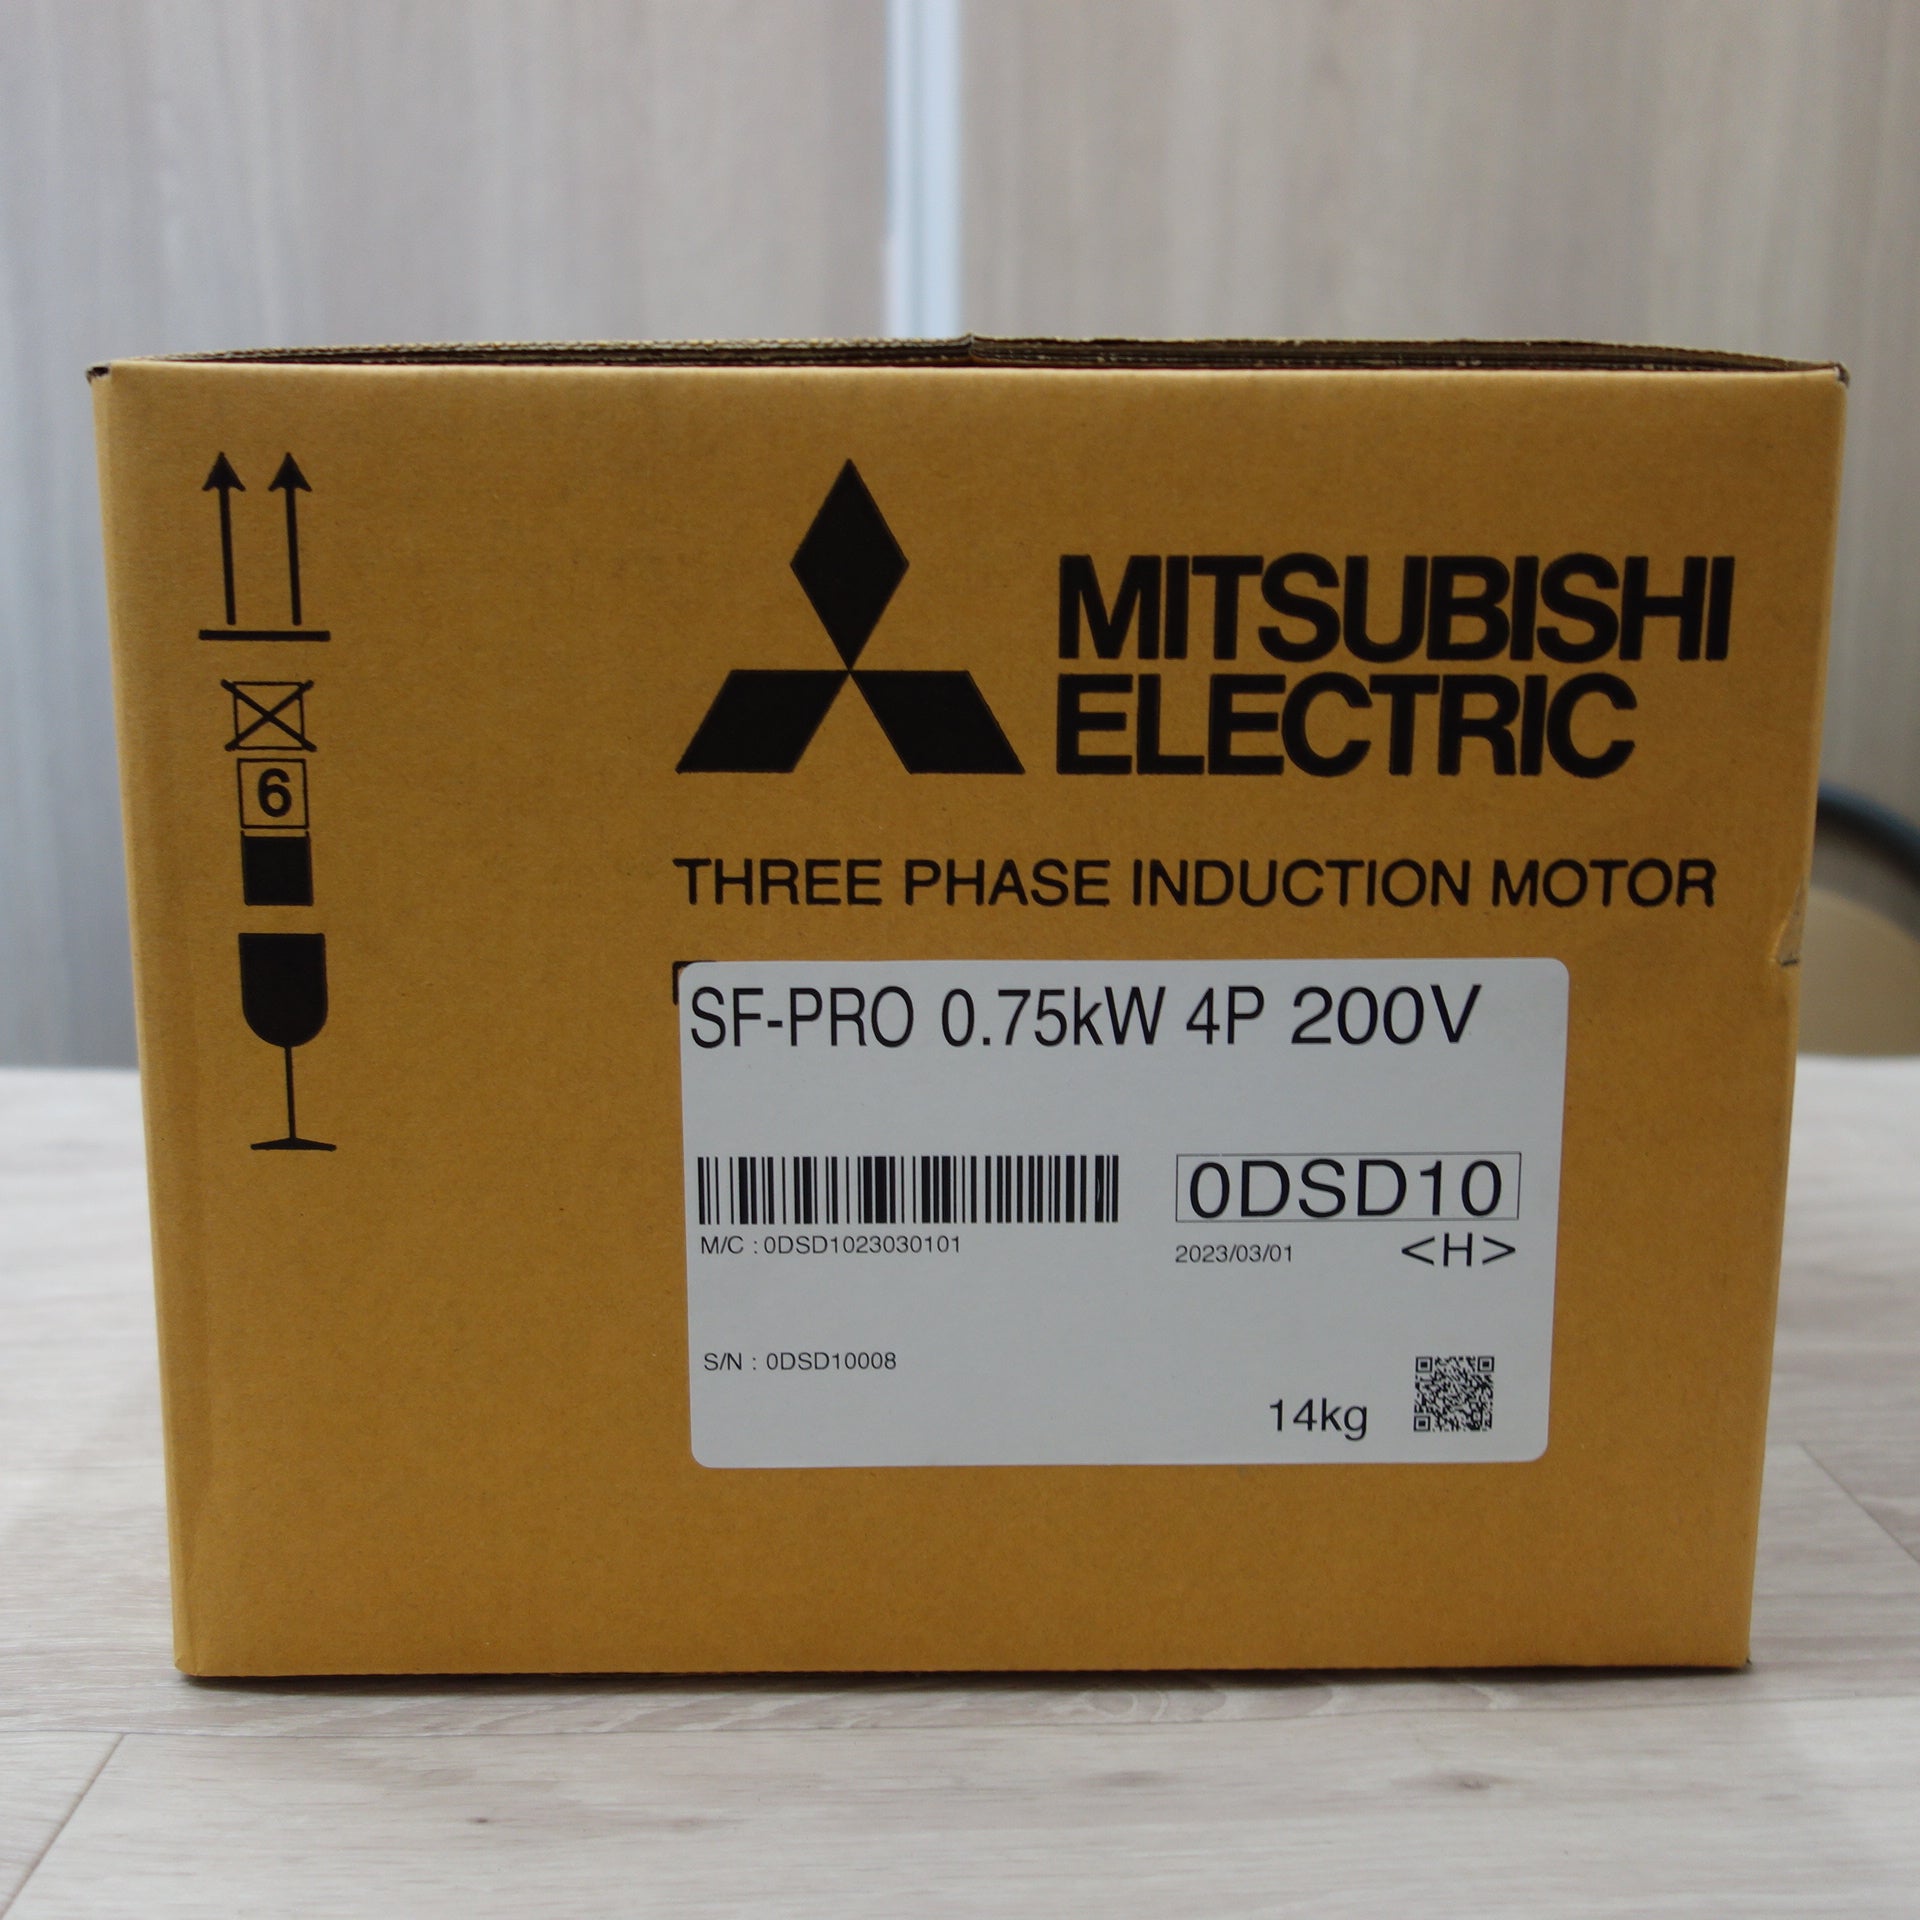 MITSUBISHI
ELECTRIC
6
THREE PHASE INDUCTION MOTOR
SF-PRO 0.75kW 4P 200V
0DSD10
M/C : 0DSD1023030101
2023/03/01 <H>
S/N : 0DSD10008
14kg